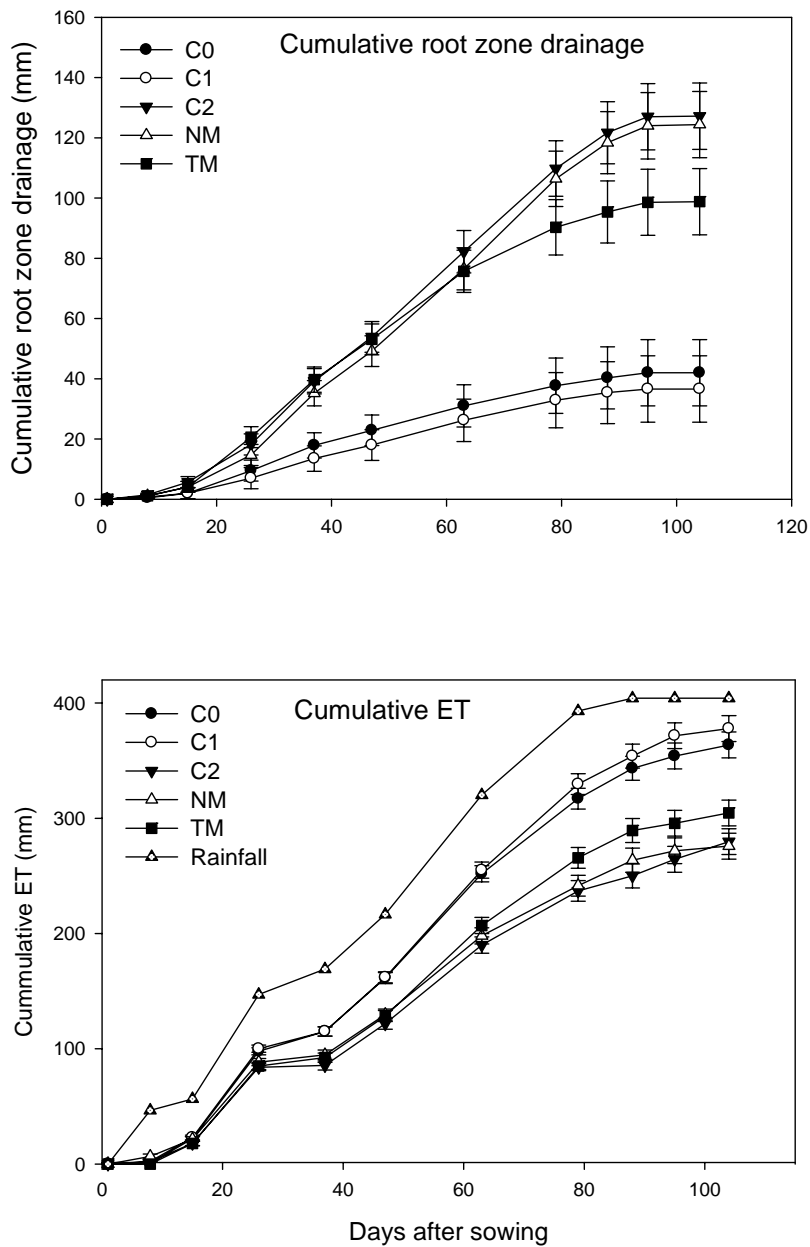 Cumulative root zone drainage
C0
C1
C2
NM
TM
Cumulative root zone drainage (mm)
160
140
120
100
80
60
40
20
0
0 20 40 60 80 100 120
Cumulative ET
C0
C1
C2
NM
TM
Rainfall
Cummulative ET (mm)
400
300
200
100
0
0 20 40 60 80 100
Days after sowing